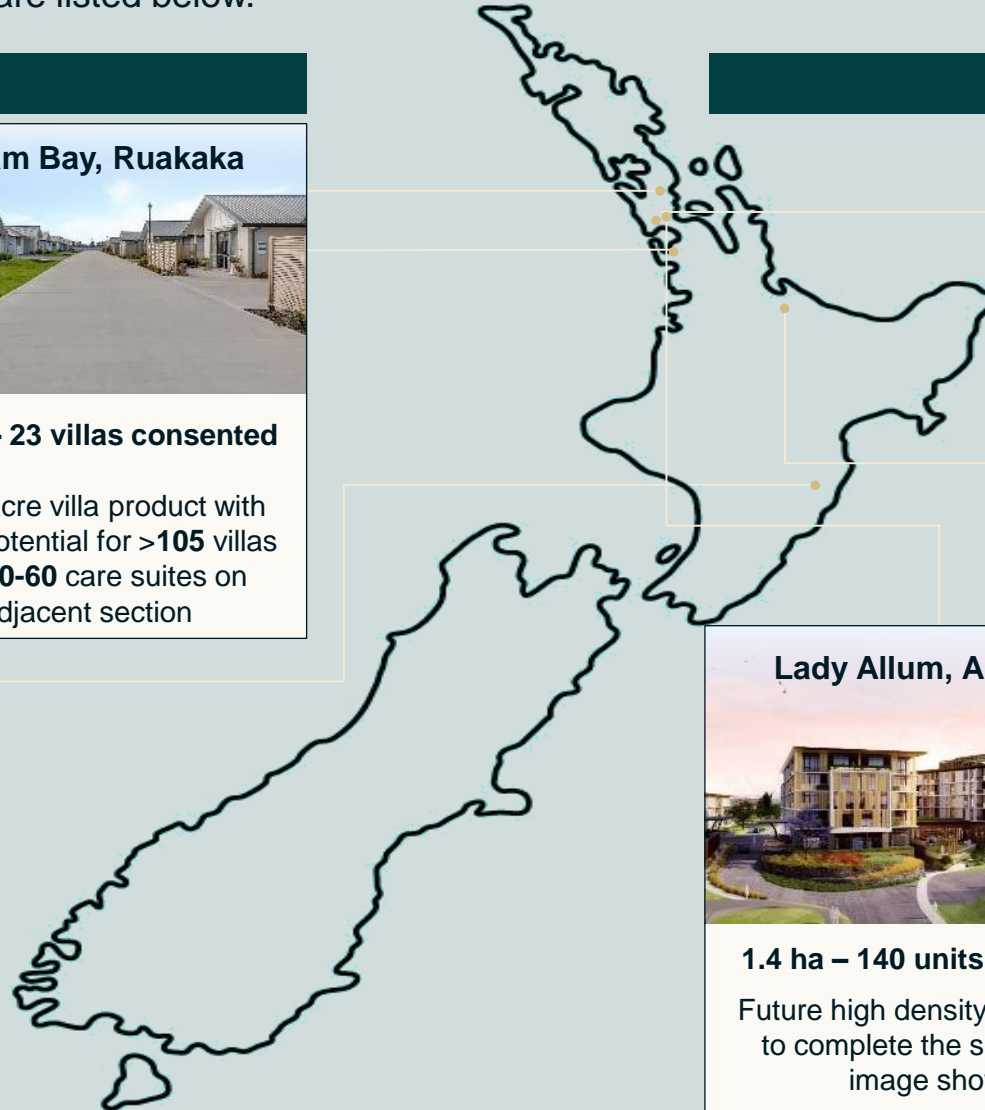 are listed below.
m Bay, Ruakaka
23 villas consented
cre villa product with
otential for >105 villas
0-60 care suites on
djacent section
Lady Allum, A
1.4 ha – 140 units
Future high density
to complete the s
image sho